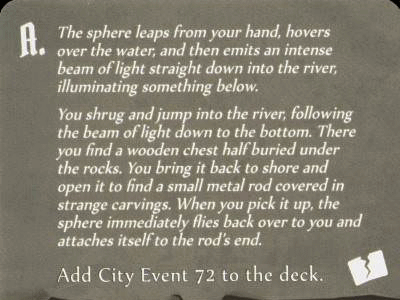 A. The sphere leaps from your hand, hovers
over the water, and then emits an intense
beam of light straight down into the river,
illuminating something below.
You shrug and jump into the river, following
the beam of light down to the bottom. There
you find a wooden chest half buried under
the rocks. You bring it back to shore and
open it to find a small metal rod covered in
strange carvings. When you pick it up, the
sphere immediately flies back over to you and
attaches itself to the rod's end.
Add City Event 72 to the deck.